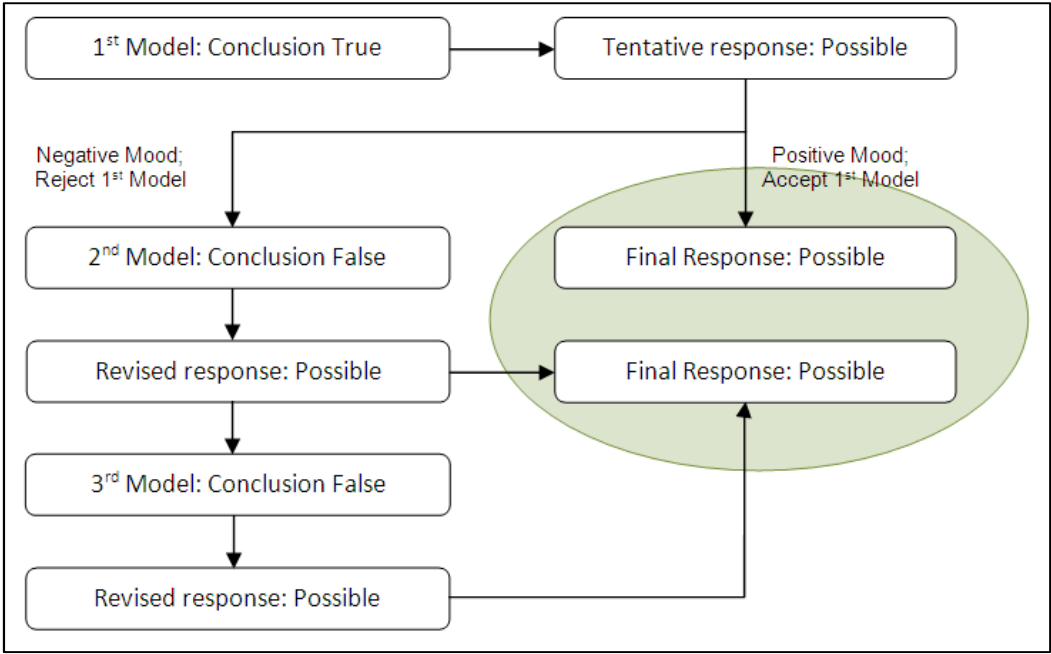 1st Model: Conclusion True
Tentative response: Possible
Negative Mood;
Reject 1st Model
Positive Mood;
Accept 1st Model
2nd Model: Conclusion False
Final Response: Possible
Revised response: Possible
Final Response: Possible
3rd Model: Conclusion False
Revised response: Possible